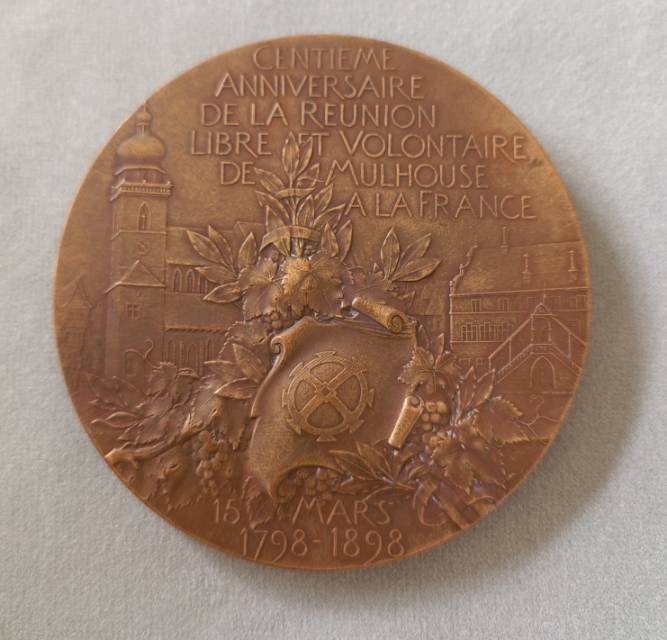 CENTIEME
ANNIVERSAIRE
DE LA REUNION
LIBRE ET VOLONTAIRE
DE MULHOUSE
A LA FRANCE
15 MARS
1798-1898